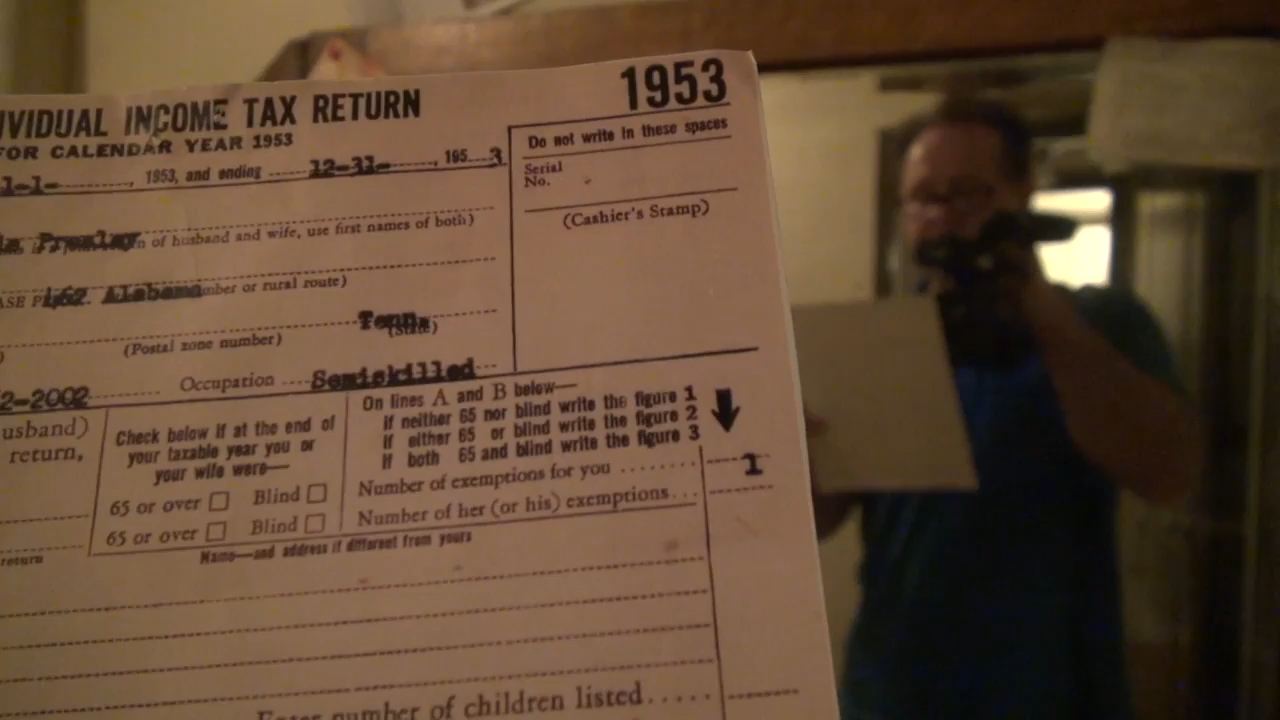 IVIDUAL INCOME TAX RETURN
1953
FOR CALENDAR YEAR 1953
1-1- , 1953, and ending 12-31- , 195 3
Do not write in these spaces
Serial
No.
(Cashier's Stamp)
Presley
n of husband and wife, use first names of both)
462 Alabama
mber or rural route)
Tenn.
(Postal zone number) (State)
2-2002 Occupation Semiskilled
usband)
return,
Check below if at the end of
your taxable year you or
your wife were—
65 or over Blind
65 or over Blind
On lines A and B below—
If neither 65 nor blind write the figure 1
If either 65 or blind write the figure 2
If both 65 and blind write the figure 3
Number of exemptions for you 1
Number of her (or his) exemptions
return
Name—and address if different from yours
Enter number of children listed